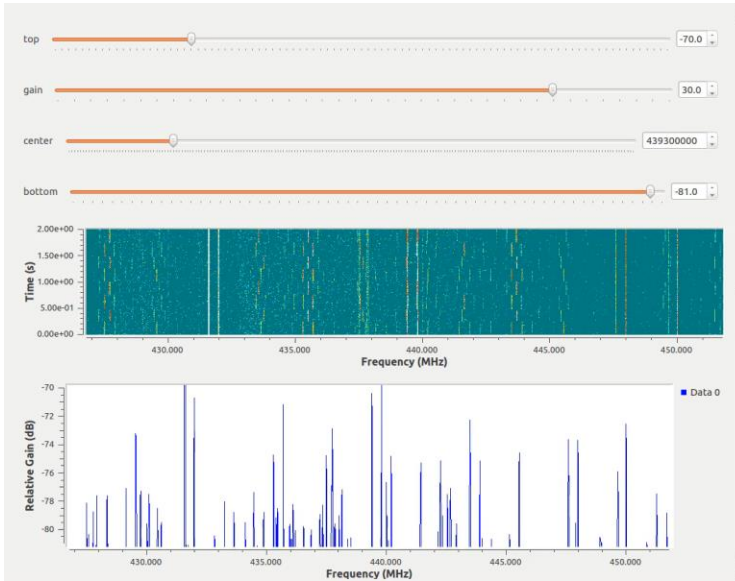 top -70.0
gain 30.0
center 439300000
bottom -81.0
2.00e+00
1.50e+00
1.00e+00
5.00e-01
0.00e+00
Time (s)
430.000 435.000 440.000 445.000 450.000
Frequency (MHz)
-70
-72
-74
-76
-78
-80
Relative Gain (dB)
Data 0
430.000 435.000 440.000 445.000 450.000
Frequency (MHz)